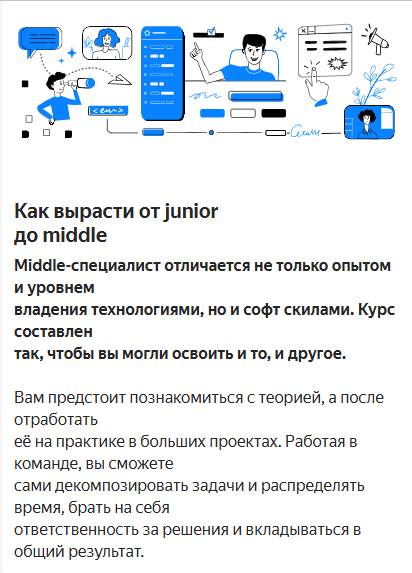 Как вырасти от junior
до middle
Middle-специалист отличается не только опытом
и уровнем
владения технологиями, но и софт скилами. Курс
составлен
так, чтобы вы могли освоить и то, и другое.
Вам предстоит познакомиться с теорией, а после
отработать
её на практике в больших проектах. Работая в
команде, вы сможете
сами декомпозировать задачи и распределять
время, брать на себя
ответственность за решения и вкладываться в
общий результат.